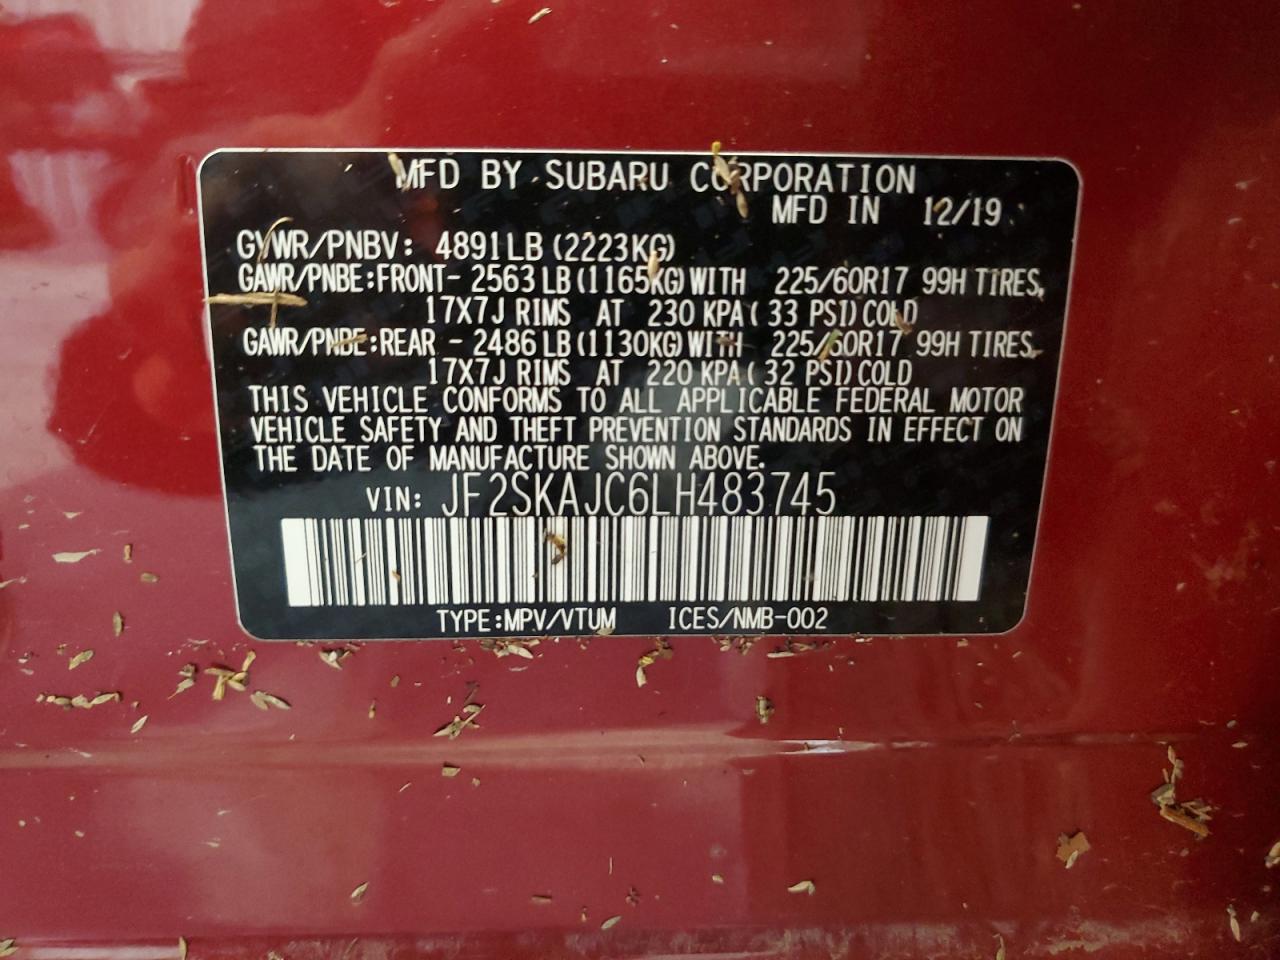 MFD BY SUBARU CORPORATION
MFD IN 12/19
GVWR/PNBV: 4891LB (2223KG)
GAWR/PNBE:FRONT- 2563 LB (1165KG) WITH 225/60R17 99H TIRES,
17X7J RIMS AT 230 KPA( 33 PSI) COLD
GAWR/PNBE:REAR - 2486 LB (1130KG) WITH 225/60R17 99H TIRES,
17X7J RIMS AT 220 KPA( 32 PSI) COLD
THIS VEHICLE CONFORMS TO ALL APPLICABLE FEDERAL MOTOR
VEHICLE SAFETY AND THEFT PREVENTION STANDARDS IN EFFECT ON
THE DATE OF MANUFACTURE SHOWN ABOVE.
VIN: JF2SKAJC6LH483745
TYPE:MPV/VTUM ICES/NMB-002